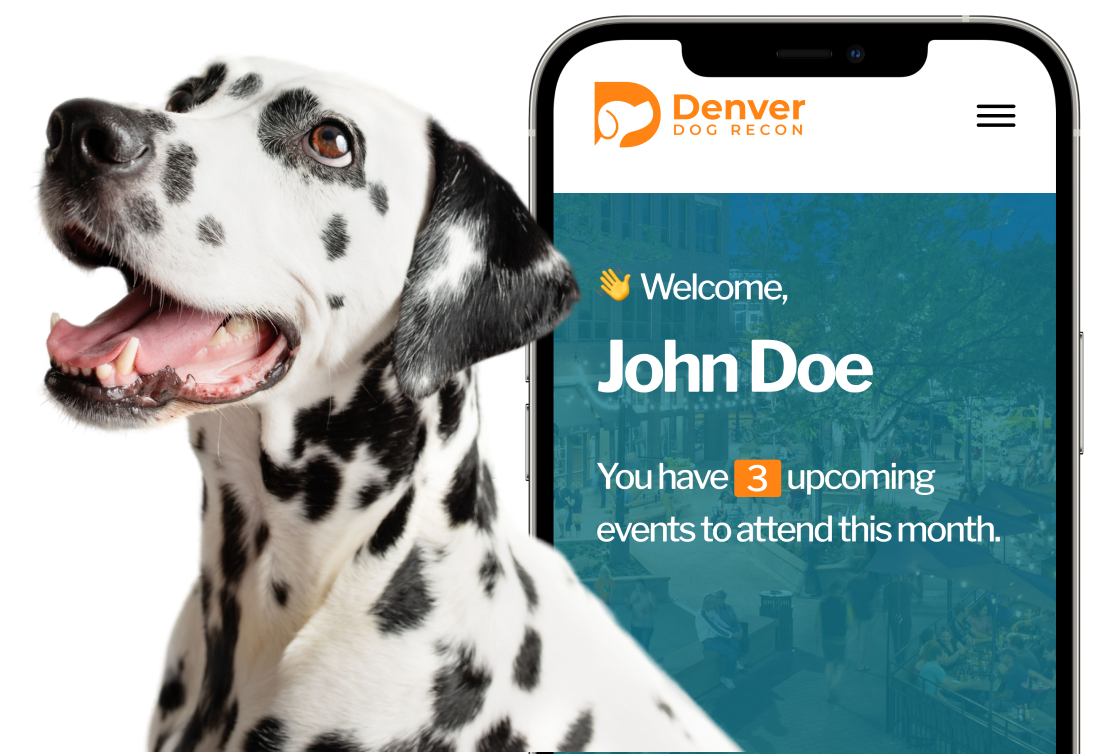 Denver
DOG RECON
👋 Welcome,
John Doe
You have 3 upcoming
events to attend this month.